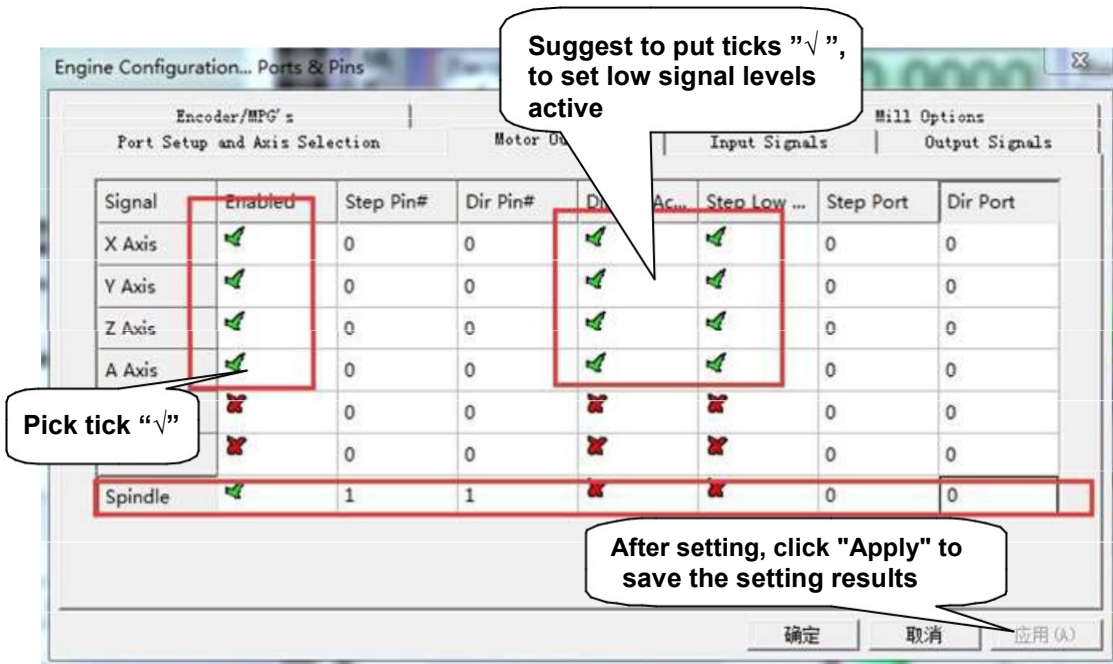 Suggest to put ticks ”√ ”,
to set low signal levels
active
Engine Configuration... Ports & Pins
Encoder/MPG's
Mill Options
Port Setup and Axis Selection
Motor Ou
Input Signals
Output Signals
Signal Enabled Step Pin# Dir Pin# Di Ac... Step Low ... Step Port Dir Port
X Axis 0 0 0 0
Y Axis 0 0 0 0
Z Axis 0 0 0 0
A Axis 0 0 0 0
0 0 0 0
Pick tick “√”
0 0 0 0
Spindle 1 1 0 0
After setting, click "Apply" to
save the setting results
确定 取消 应用(A)